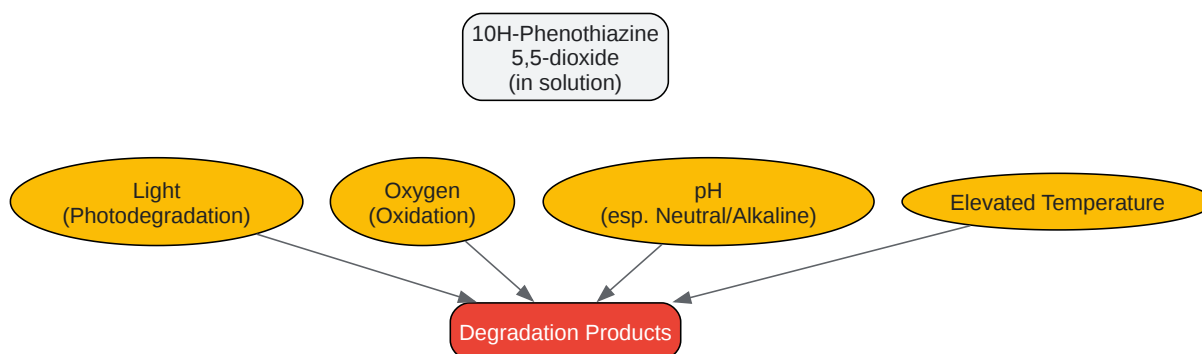 10H-Phenothiazine
5,5-dioxide
(in solution)
Light
(Photodegradation)
Oxygen
(Oxidation)
pH
(esp. Neutral/Alkaline)
Elevated Temperature
Degradation Products